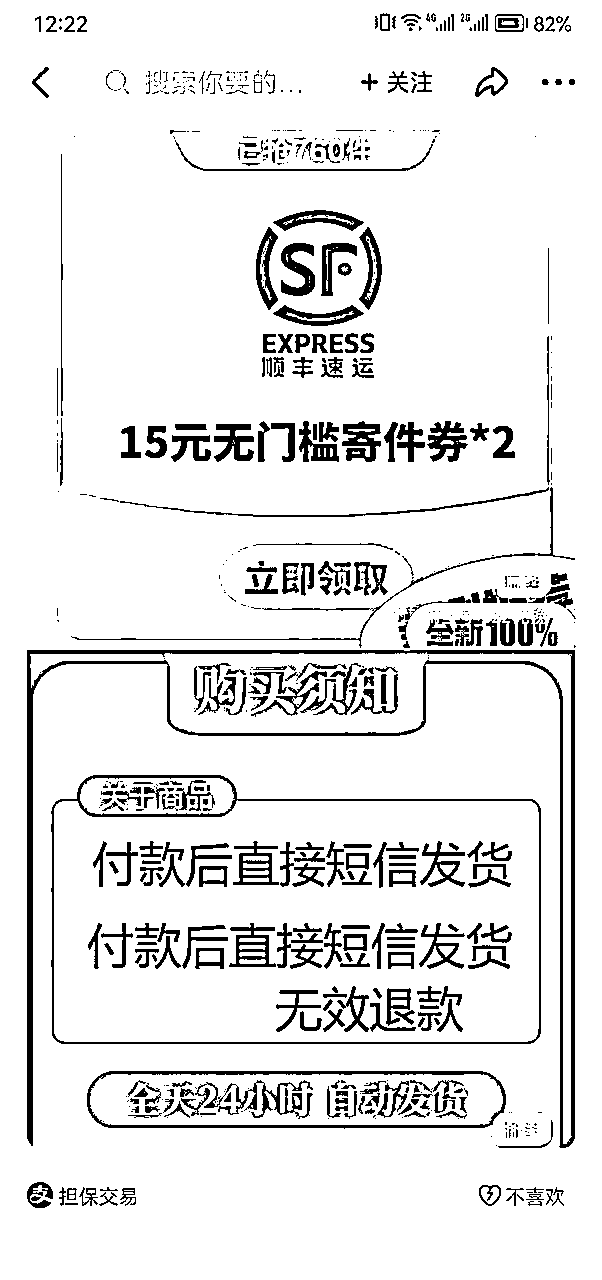 12:22
4G 2G 82%
搜索你要的... + 关注
已抢760件
SF
EXPRESS
顺丰速运
15元无门槛寄件券*2
立即领取
全新100%
购买须知
关于商品
付款后直接短信发货
付款后直接短信发货
无效退款
全天24小时 自动发货
支 担保交易
不喜欢